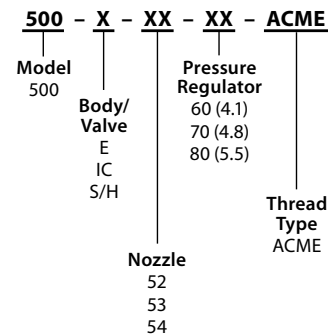 500 – X – XX – XX – ACME
Model
500
Body/
Valve
E
IC
S/H
Nozzle
52
53
54
Pressure
Regulator
60 (4.1)
70 (4.8)
80 (5.5)
Thread
Type
ACME